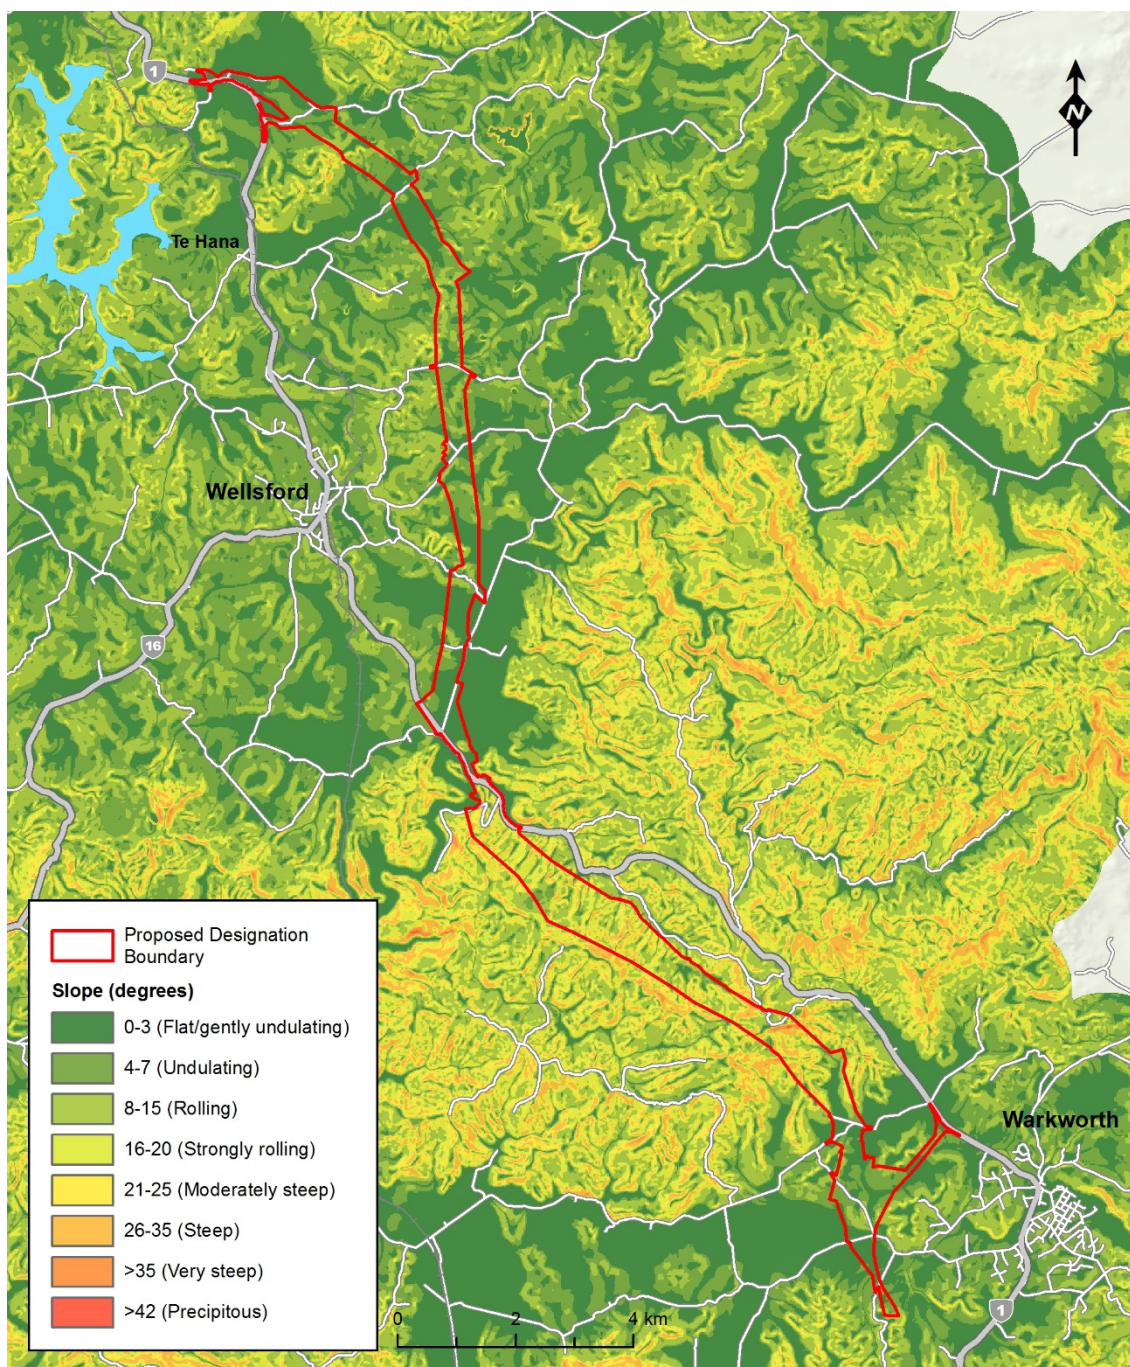 1
N
Te Hana
Wellsford
16
Proposed Designation
Boundary
Slope (degrees)
0-3 (Flat/gently undulating)
4-7 (Undulating)
8-15 (Rolling)
16-20 (Strongly rolling)
21-25 (Moderately steep)
26-35 (Steep)
>35 (Very steep)
>42 (Precipitous)
Warkworth
0 2 4 km
1